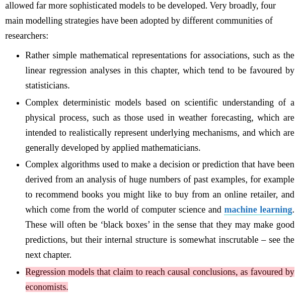 allowed far more sophisticated models to be developed. Very broadly, four
main modelling strategies have been adopted by different communities of
researchers:
• Rather simple mathematical representations for associations, such as the
linear regression analyses in this chapter, which tend to be favoured by
statisticians.
• Complex deterministic models based on scientific understanding of a
physical process, such as those used in weather forecasting, which are
intended to realistically represent underlying mechanisms, and which are
generally developed by applied mathematicians.
• Complex algorithms used to make a decision or prediction that have been
derived from an analysis of huge numbers of past examples, for example
to recommend books you might like to buy from an online retailer, and
which come from the world of computer science and machine learning.
These will often be ‘black boxes’ in the sense that they may make good
predictions, but their internal structure is somewhat inscrutable – see the
next chapter.
• Regression models that claim to reach causal conclusions, as favoured by
economists.